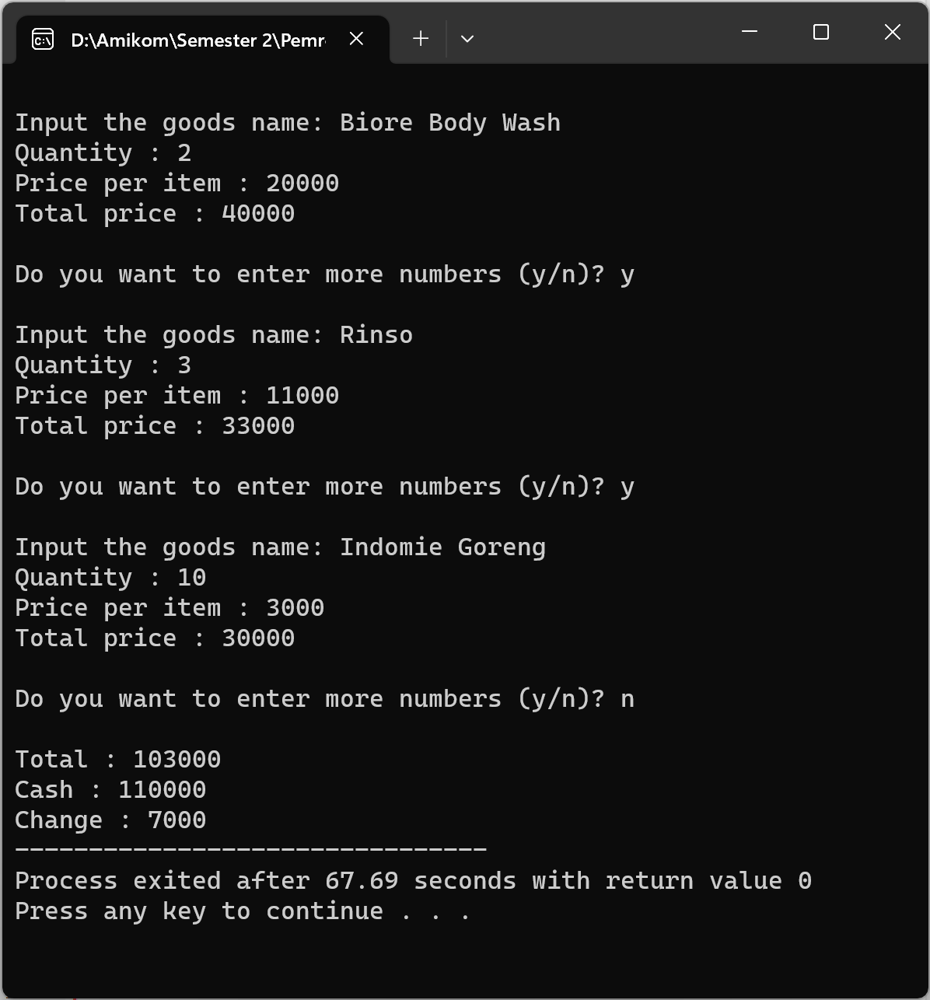 D:\Amikom\Semester 2\Pemr
Input the goods name: Biore Body Wash
Quantity : 2
Price per item : 20000
Total price : 40000
Do you want to enter more numbers (y/n)? y
Input the goods name: Rinso
Quantity : 3
Price per item : 11000
Total price : 33000
Do you want to enter more numbers (y/n)? y
Input the goods name: Indomie Goreng
Quantity : 10
Price per item : 3000
Total price : 30000
Do you want to enter more numbers (y/n)? n
Total : 103000
Cash : 110000
Change : 7000
--------------------------------
Process exited after 67.69 seconds with return value 0
Press any key to continue . . .